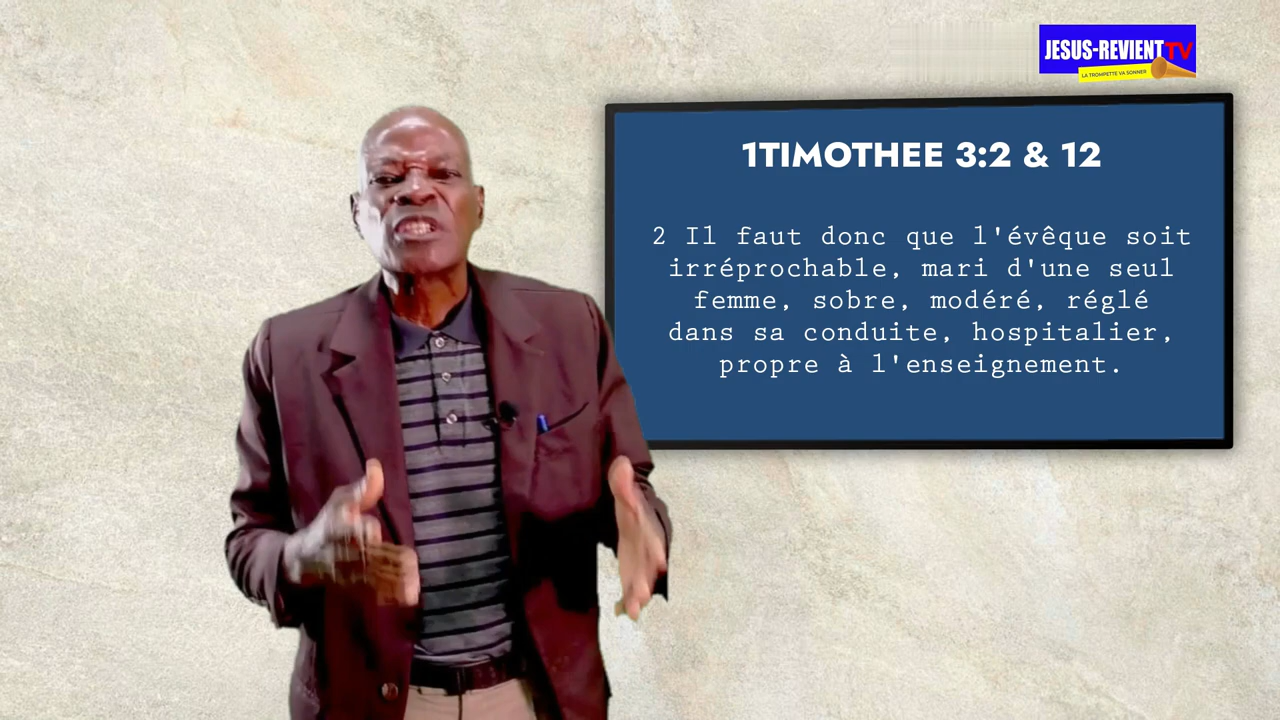 JESUS-REVIENT TV
LA TROMPETTE VA SONNER
1TIMOTHEE 3:2 & 12
2 Il faut donc que l'évêque soit
irréprochable, mari d'une seul
femme, sobre, modéré, réglé
dans sa conduite, hospitalier,
propre à l'enseignement.